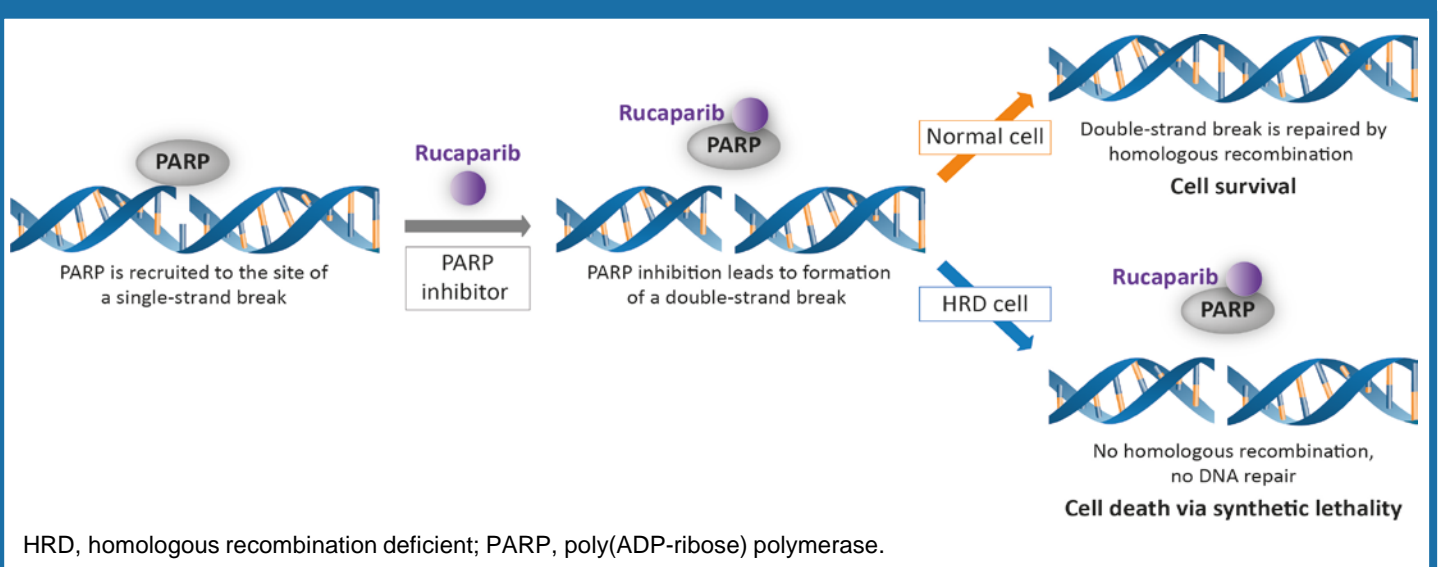 PARP
PARP is recruited to the site of
a single-strand break
Rucaparib
PARP
inhibitor
Rucaparib
PARP
PARP inhibition leads to formation
of a double-strand break
Normal cell
Double-strand break is repaired by
homologous recombination
Cell survival
HRD cell
Rucaparib
PARP
No homologous recombination,
no DNA repair
Cell death via synthetic lethality
HRD, homologous recombination deficient; PARP, poly(ADP-ribose) polymerase.